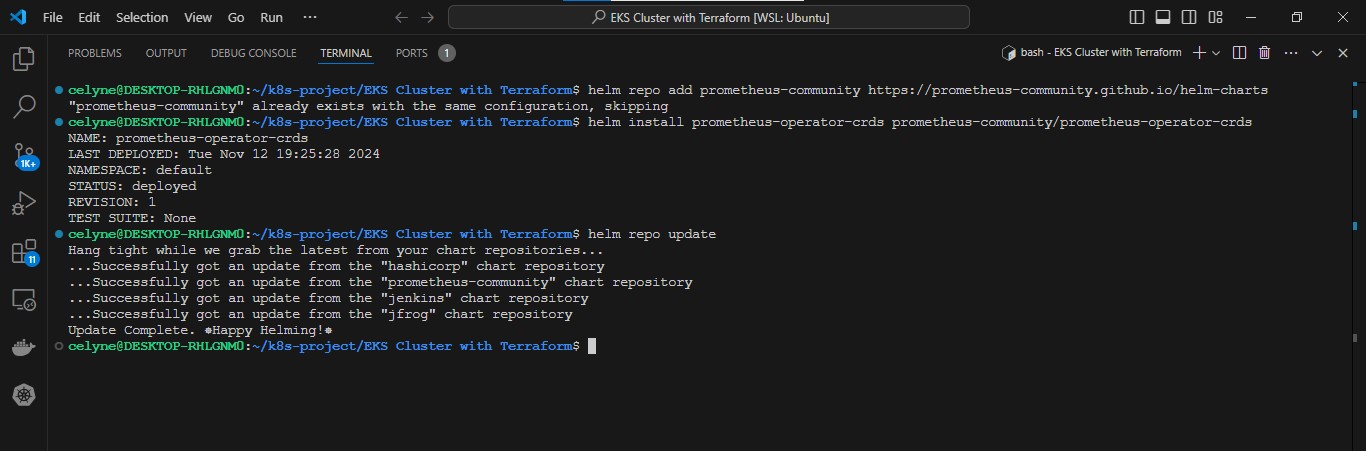 File Edit Selection View Go Run ··· EKS Cluster with Terraform [WSL: Ubuntu]
PROBLEMS OUTPUT DEBUG CONSOLE TERMINAL PORTS 1 bash - EKS Cluster with Terraform
celyne@DESKTOP-RHLGNM0:~/k8s-project/EKS Cluster with Terraform$ helm repo add prometheus-community https://prometheus-community.github.io/helm-charts
"prometheus-community" already exists with the same configuration, skipping
celyne@DESKTOP-RHLGNM0:~/k8s-project/EKS Cluster with Terraform$ helm install prometheus-operator-crds prometheus-community/prometheus-operator-crds
NAME: prometheus-operator-crds
LAST DEPLOYED: Tue Nov 12 19:25:28 2024
NAMESPACE: default
STATUS: deployed
REVISION: 1
TEST SUITE: None
celyne@DESKTOP-RHLGNM0:~/k8s-project/EKS Cluster with Terraform$ helm repo update
Hang tight while we grab the latest from your chart repositories...
...Successfully got an update from the "hashicorp" chart repository
...Successfully got an update from the "prometheus-community" chart repository
...Successfully got an update from the "jenkins" chart repository
...Successfully got an update from the "jfrog" chart repository
Update Complete. ⎈Happy Helming!⎈
celyne@DESKTOP-RHLGNM0:~/k8s-project/EKS Cluster with Terraform$
1K+
11